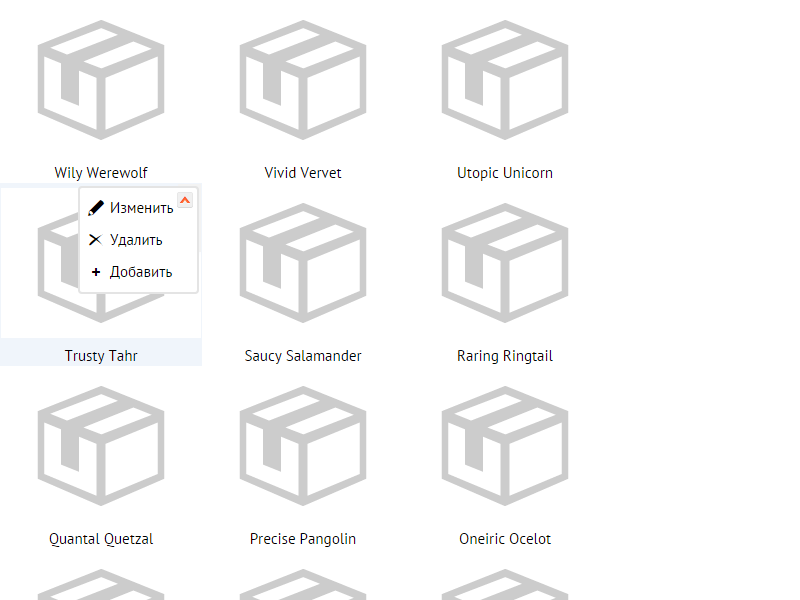 Wily Werewolf
Vivid Vervet
Utopic Unicorn
Изменить
Удалить
Добавить
Trusty Tahr
Saucy Salamander
Raring Ringtail
Quantal Quetzal
Precise Pangolin
Oneiric Ocelot